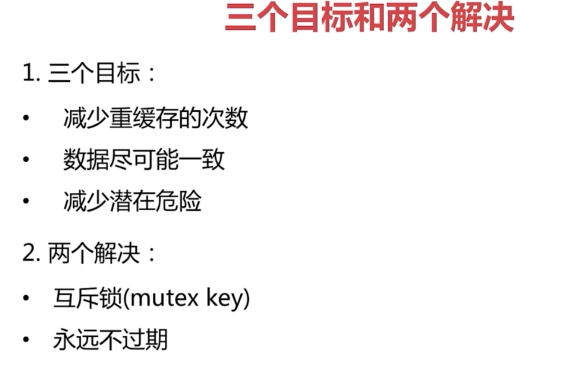 三个目标和两个解决
1. 三个目标：
• 减少重缓存的次数
• 数据尽可能一致
• 减少潜在危险
2. 两个解决：
• 互斥锁(mutex key)
• 永远不过期